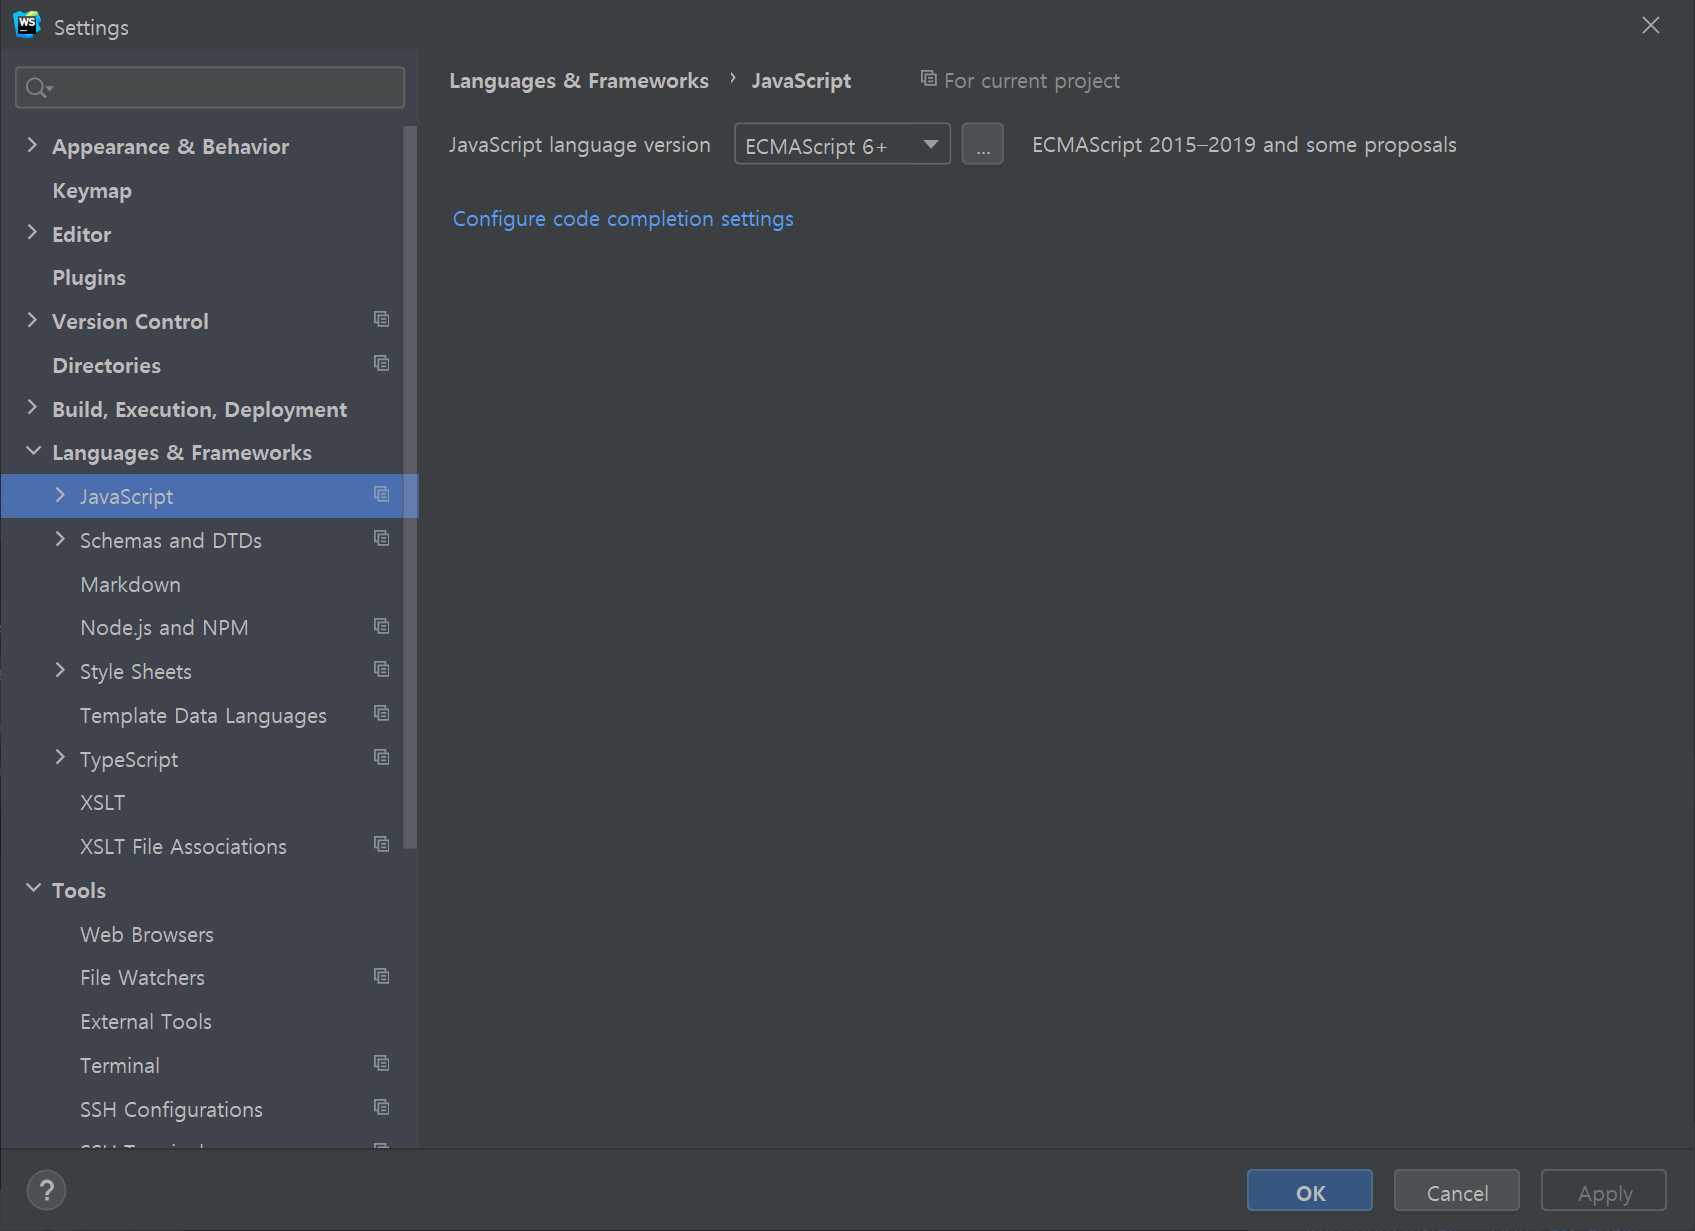 WS
Settings
Languages & Frameworks › JavaScript For current project
JavaScript language version ECMAScript 6+ ... ECMAScript 2015–2019 and some proposals
Configure code completion settings
Appearance & Behavior
Keymap
Editor
Plugins
Version Control
Directories
Build, Execution, Deployment
Languages & Frameworks
JavaScript
Schemas and DTDs
Markdown
Node.js and NPM
Style Sheets
Template Data Languages
TypeScript
XSLT
XSLT File Associations
Tools
Web Browsers
File Watchers
External Tools
Terminal
SSH Configurations
? OK Cancel Apply